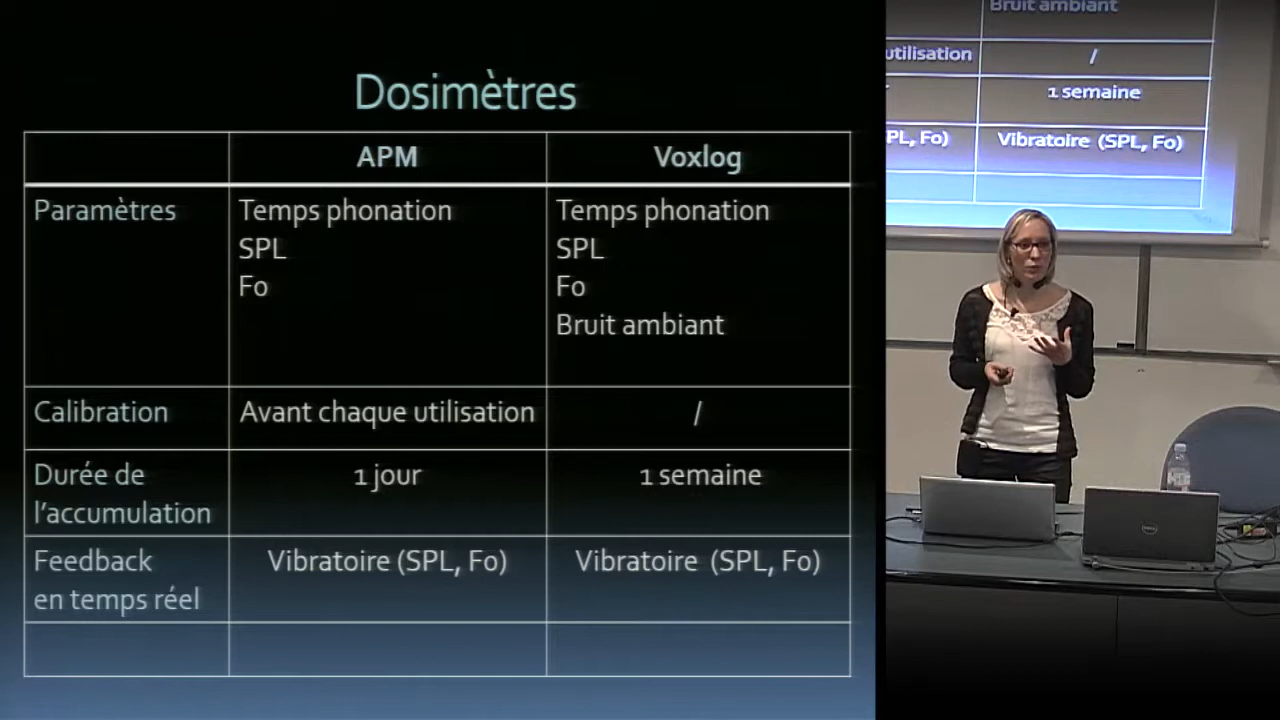 Dosimètres
APM
Voxlog
Paramètres
Temps phonation
SPL
Fo
Temps phonation
SPL
Fo
Bruit ambiant
Calibration
Avant chaque utilisation
/
Durée de
l'accumulation
1 jour
1 semaine
Feedback
en temps réel
Vibratoire (SPL, Fo)
Vibratoire (SPL, Fo)
Bruit ambiant
utilisation
/
1 semaine
PL, Fo)
Vibratoire (SPL, Fo)
DELL